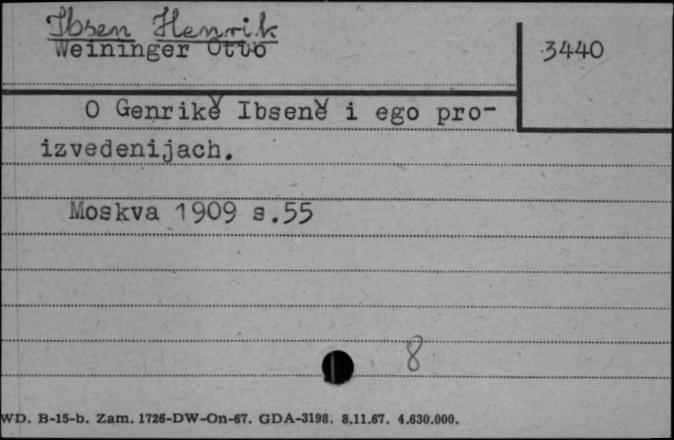 Ibsen Henrik
Weininger Otto
3440
O Genrikě Ibseně i ego pro-
izvedenijach.
Moskva 1909 s.55
8
WD. B-15-b. Zam. 1726-DW-On-67. GDA-3198. 8.11.67. 4.630.000.